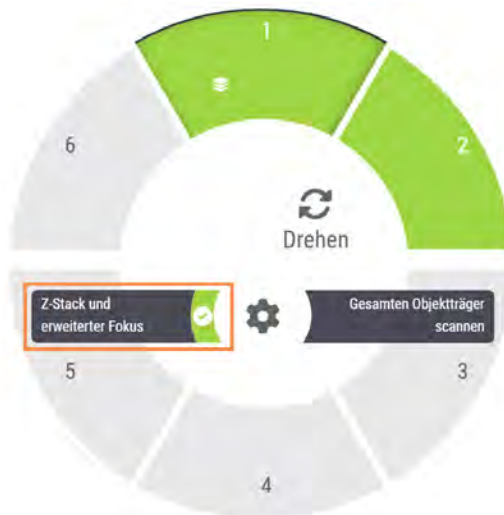 1
2
6
Drehen
Z-Stack und
erweiterter Fokus
Gesamten Objektträger
scannen
5
3
4